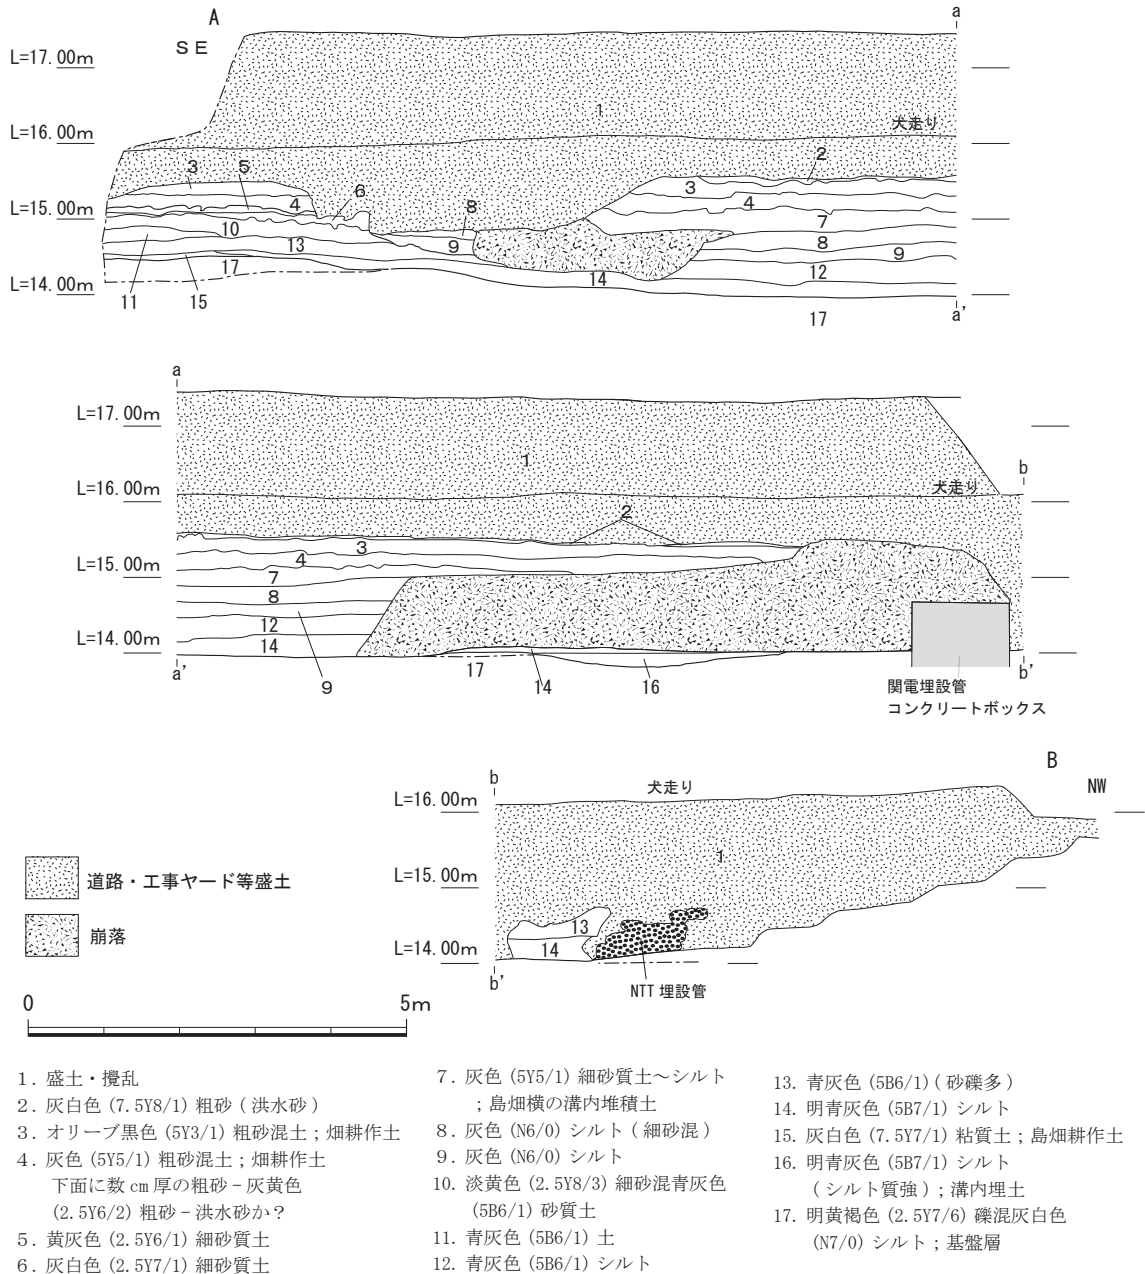 A
a
SE
L=17.00m
1
L=16.00m
犬走り
2
3
5
3
6
4
4
L=15.00m
8
7
10
13
9
8
9
17
14
12
L=14.00m
11
15
a'
17
a
L=17.00m
1
b
L=16.00m
犬走り
2
3
4
L=15.00m
7
8
12
L=14.00m
14
a'
17
9
14
16
b'
関電埋設管
コンクリートボックス
B
b
犬走り
NW
L=16.00m
1
L=15.00m
13
L=14.00m
14
b'
NTT 埋設管
道路・工事ヤード等盛土
崩落
0
5m
1. 盛土・攪乱
2. 灰白色 (7.5Y8/1) 粗砂 ( 洪水砂 )
3. オリーブ黒色 (5Y3/1) 粗砂混土 ; 畑耕作土
4. 灰色 (5Y5/1) 粗砂混土 ; 畑耕作土
下面に数 cm 厚の粗砂－灰黄色
(2.5Y6/2) 粗砂－洪水砂か？
5. 黄灰色 (2.5Y6/1) 細砂質土
6. 灰白色 (2.5Y7/1) 細砂質土
7. 灰色 (5Y5/1) 細砂質土～シルト
; 島畑横の溝内堆積土
8. 灰色 (N6/0) シルト ( 細砂混 )
9. 灰色 (N6/0) シルト
10. 淡黄色 (2.5Y8/3) 細砂混青灰色
(5B6/1) 砂質土
11. 青灰色 (5B6/1) 土
12. 青灰色 (5B6/1) シルト
13. 青灰色 (5B6/1) ( 砂礫多 )
14. 明青灰色 (5B7/1) シルト
15. 灰白色 (7.5Y7/1) 粘質土 ; 島畑耕作土
16. 明青灰色 (5B7/1) シルト
( シルト質強 ) ; 溝内埋土
17. 明黄褐色 (2.5Y7/6) 礫混灰白色
(N7/0) シルト ; 基盤層